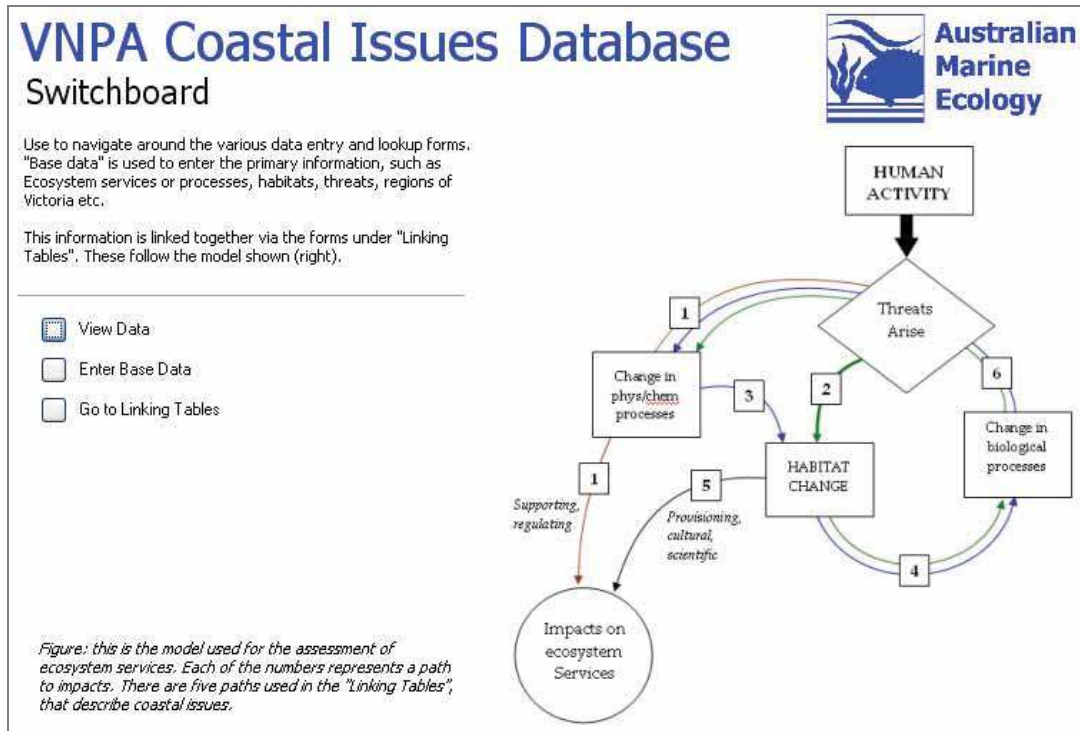 VNPA Coastal Issues Database
Switchboard
Australian
Marine
Ecology
Use to navigate around the various data entry and lookup forms.
"Base data" is used to enter the primary information, such as
Ecosystem services or processes, habitats, threats, regions of
Victoria etc.
This information is linked together via the forms under "Linking
Tables". These follow the model shown (right).
View Data
Enter Base Data
Go to Linking Tables
HUMAN
ACTIVITY
Threats
Arise
1
Change in
phys/chem
processes
3
2
6
Change in
biological
processes
HABITAT
CHANGE
1
5
Supporting,
regulating
Provisioning,
cultural,
scientific
4
Impacts on
ecosystem
Services
Figure: this is the model used for the assessment of
ecosystem services. Each of the numbers represents a path
to impacts. There are five paths used in the "Linking Tables",
that describe coastal issues.